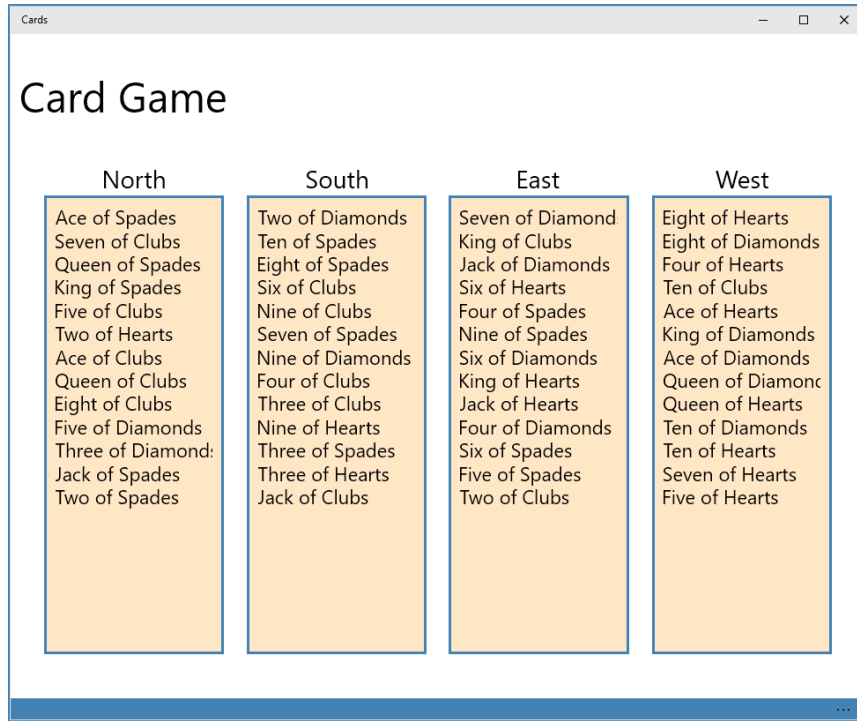 Cards
Card Game
North
Ace of Spades
Seven of Clubs
Queen of Spades
King of Spades
Five of Clubs
Two of Hearts
Ace of Clubs
Queen of Clubs
Eight of Clubs
Five of Diamonds
Three of Diamond
Jack of Spades
Two of Spades
South
Two of Diamonds
Ten of Spades
Eight of Spades
Six of Clubs
Nine of Clubs
Seven of Spades
Nine of Diamonds
Four of Clubs
Three of Clubs
Nine of Hearts
Three of Spades
Three of Hearts
Jack of Clubs
East
Seven of Diamond
King of Clubs
Jack of Diamonds
Six of Hearts
Four of Spades
Nine of Spades
Six of Diamonds
King of Hearts
Jack of Hearts
Four of Diamonds
Six of Spades
Five of Spades
Two of Clubs
West
Eight of Hearts
Eight of Diamonds
Four of Hearts
Ten of Clubs
Ace of Hearts
King of Diamonds
Ace of Diamonds
Queen of Diamon
Queen of Hearts
Ten of Diamonds
Ten of Hearts
Seven of Hearts
Five of Hearts
...